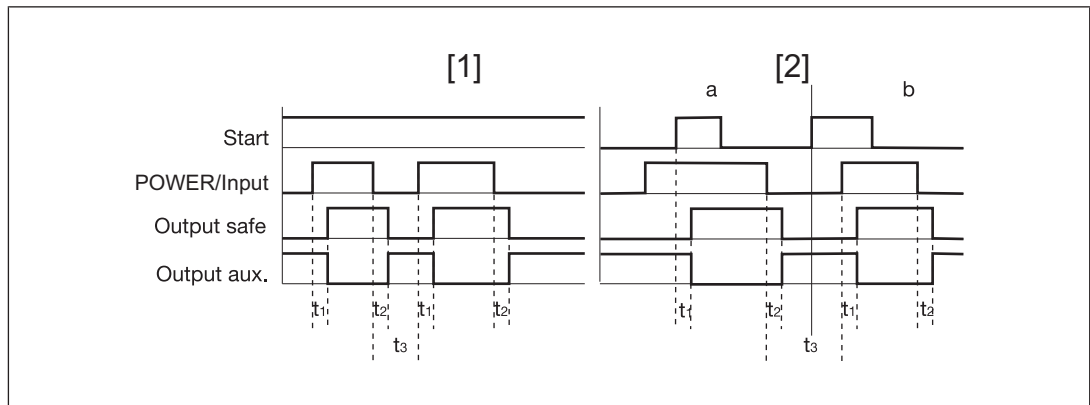 [1] [2]
a b
Start
POWER/Input
Output safe
Output aux.
t1 t2 t1 t2 t1 t2 t1 t2
t3 t3